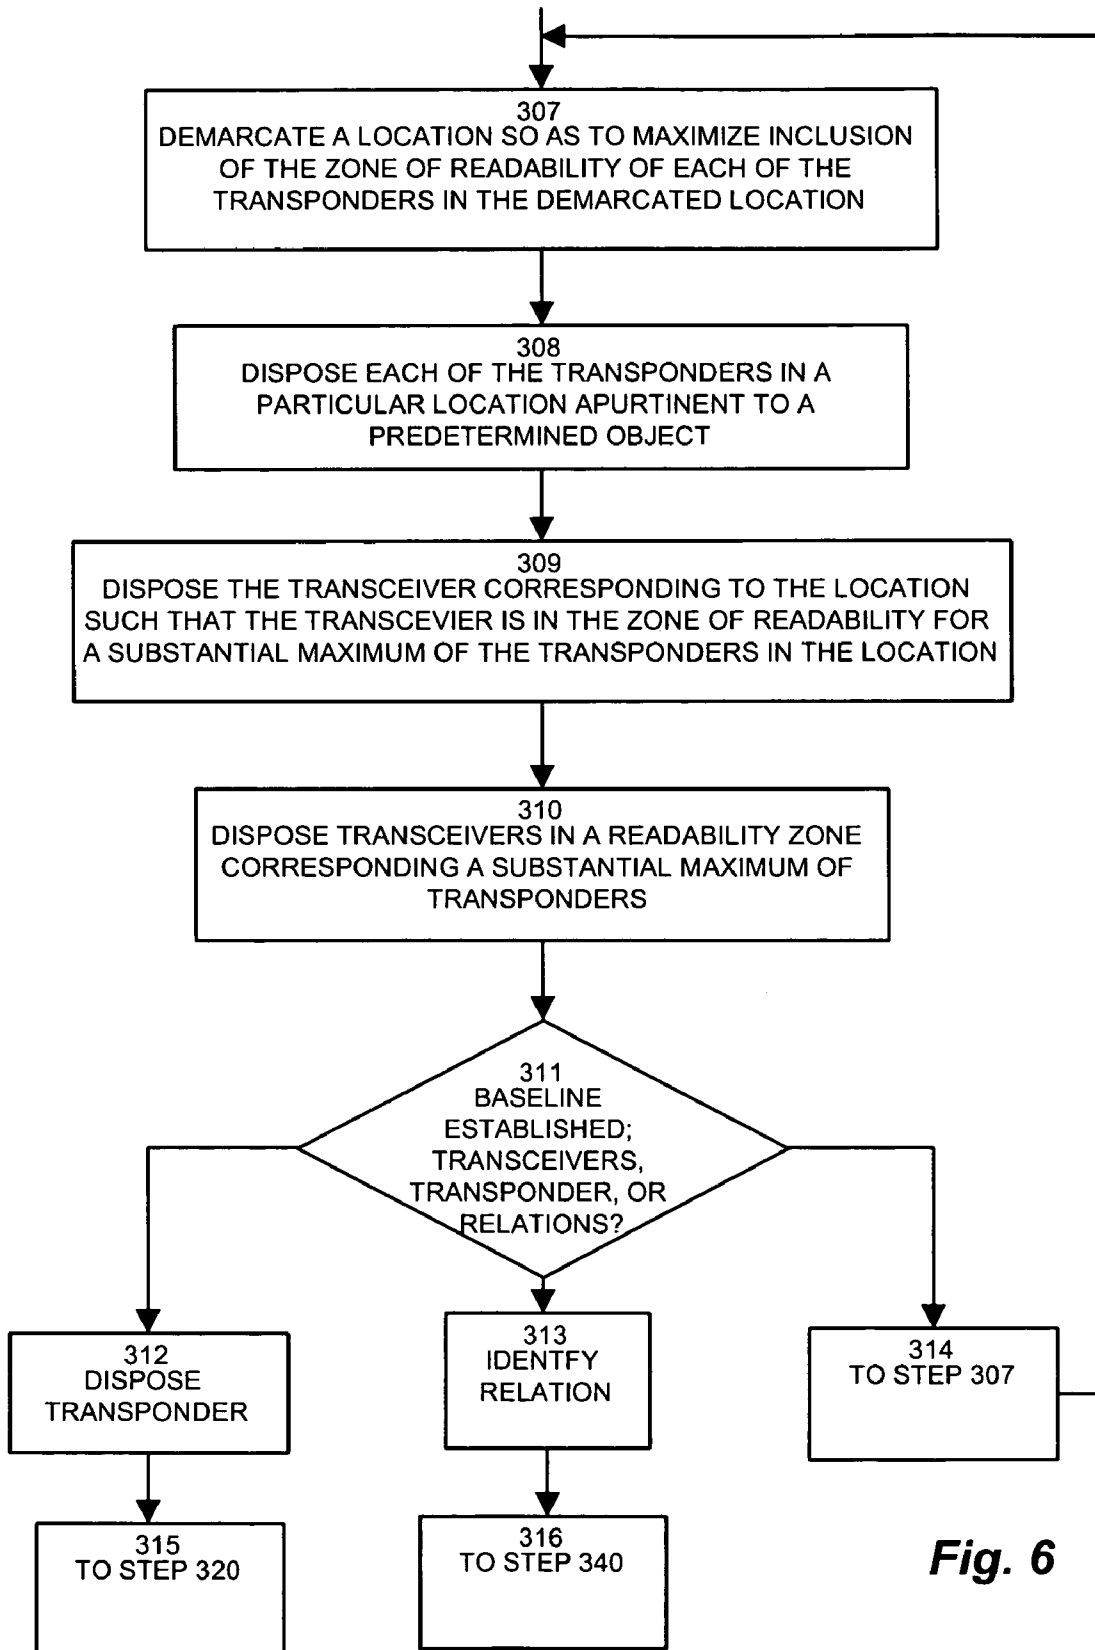 307
DEMARCATE A LOCATION SO AS TO MAXIMIZE INCLUSION
OF THE ZONE OF READABILITY OF EACH OF THE
TRANSPONDERS IN THE DEMARCATED LOCATION
308
DISPOSE EACH OF THE TRANSPONDERS IN A
PARTICULAR LOCATION APURTINENT TO A
PREDETERMINED OBJECT
309
DISPOSE THE TRANSCEIVER CORRESPONDING TO THE LOCATION
SUCH THAT THE TRANSCEVIER IS IN THE ZONE OF READABILITY FOR
A SUBSTANTIAL MAXIMUM OF THE TRANSPONDERS IN THE LOCATION
310
DISPOSE TRANSCEIVERS IN A READABILITY ZONE
CORRESPONDING A SUBSTANTIAL MAXIMUM OF
TRANSPONDERS
311
BASELINE
ESTABLISHED;
TRANSCEIVERS,
TRANSPONDER, OR
RELATIONS?
312
DISPOSE
TRANSPONDER
313
IDENTFY
RELATION
314
TO STEP 307
315
TO STEP 320
316
TO STEP 340
Fig. 6